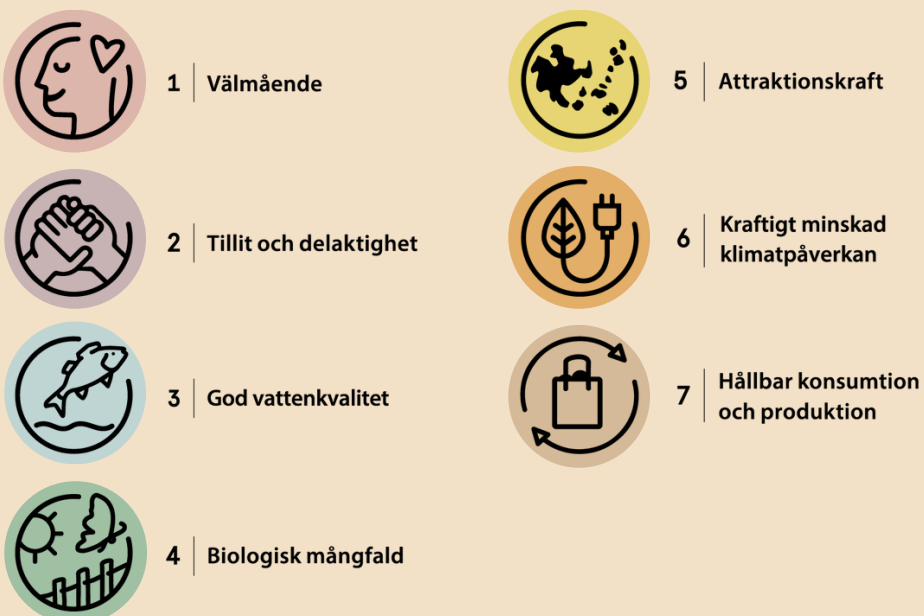 1 Välmående
2 Tillit och delaktighet
3 God vattenkvalitet
4 Biologisk mångfald
5 Attraktionskraft
6 Kraftigt minskad
klimatpåverkan
7 Hållbar konsumtion
och produktion